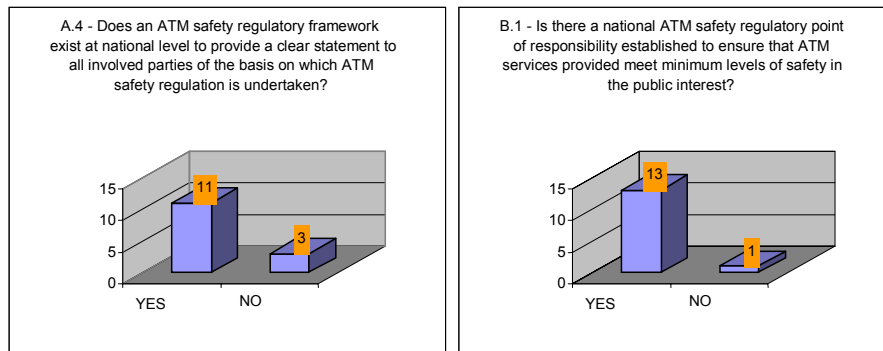 A.4 - Does an ATM safety regulatory framework
exist at national level to provide a clear statement to
all involved parties of the basis on which ATM
safety regulation is undertaken?
11
3
15
10
5
0
YES
NO
B.1 - Is there a national ATM safety regulatory point
of responsibility established to ensure that ATM
services provided meet minimum levels of safety in
the public interest?
13
1
15
10
5
0
YES
NO